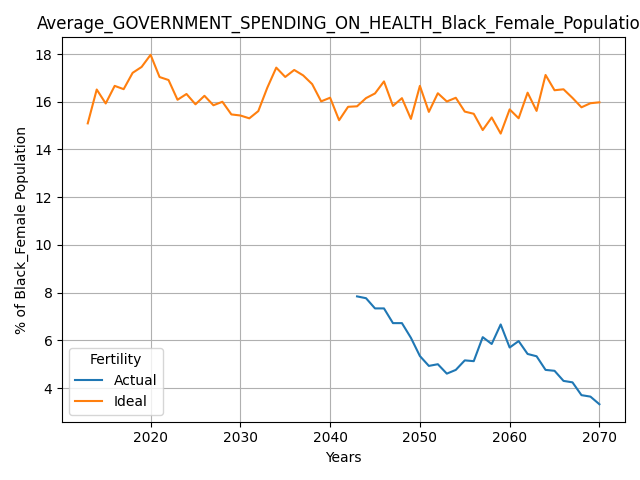 Average_GOVERNMENT_SPENDING_ON_HEALTH_Black_Female_Populatio
% of Black_Female Population
18
16
14
12
10
8
6
4
Fertility
Actual
Ideal
2020 2030 2040 2050 2060 2070
Years